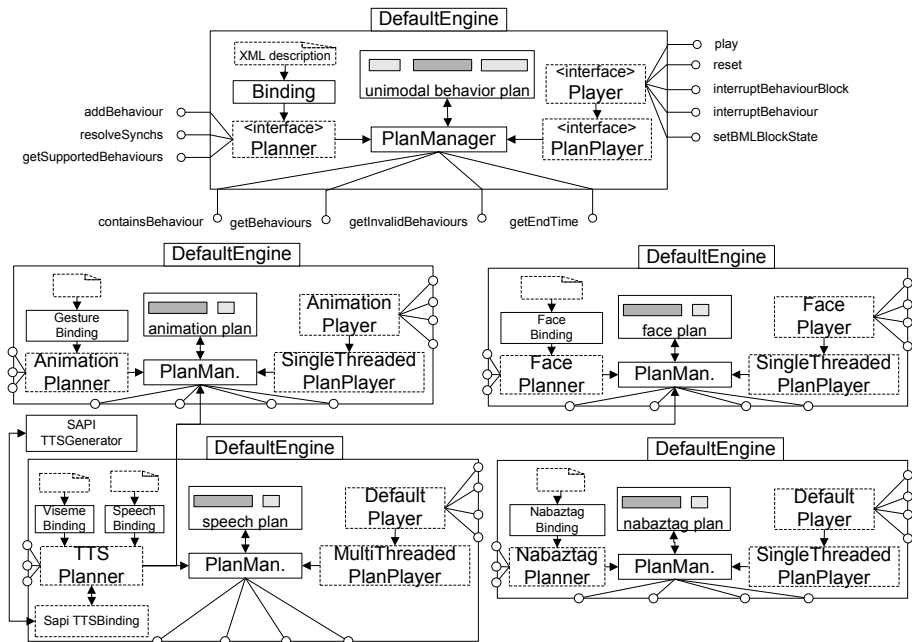 DefaultEngine
XML description
Binding
<interface>
Planner
unimodal behavior plan
PlanManager
<interface>
Player
<interface>
PlanPlayer
addBehaviour
resolveSynchs
getSupportedBehaviours
play
reset
interruptBehaviourBlock
interruptBehaviour
setBMLBlockState
containsBehaviour
getBehaviours
getInvalidBehaviours
getEndTime
DefaultEngine
Gesture
Binding
Animation
Planner
animation plan
PlanMan.
Animation
Player
SingleThreaded
PlanPlayer
DefaultEngine
Face
Binding
Face
Planner
face plan
PlanMan.
Face
Player
SingleThreaded
PlanPlayer
SAPI
TTSGenerator
DefaultEngine
Viseme
Binding
Speech
Binding
TTS
Planner
Sapi TTSBinding
speech plan
PlanMan.
Default
Player
MultiThreaded
PlanPlayer
DefaultEngine
Nabaztag
Binding
Nabaztag
Planner
nabaztag plan
PlanMan.
Default
Player
SingleThreaded
PlanPlayer